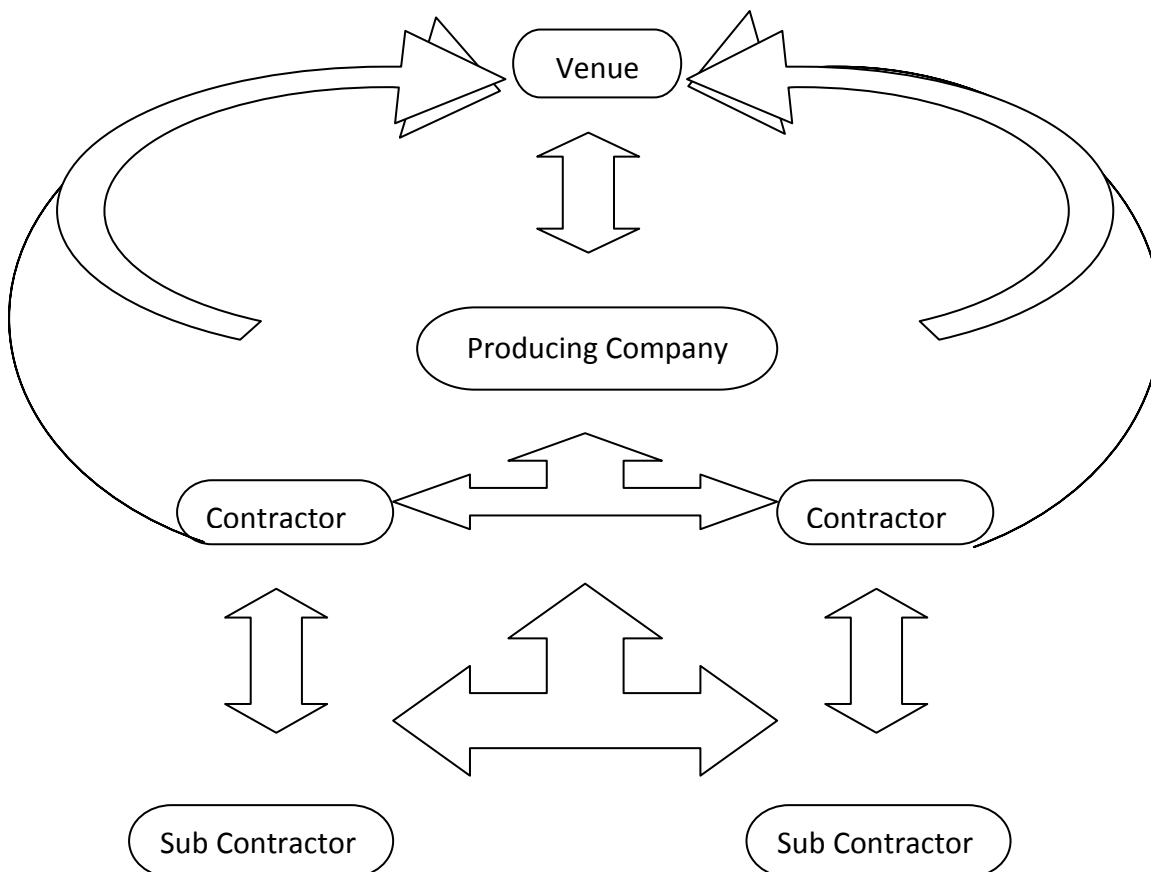 Venue
Producing Company
Contractor
Contractor
Sub Contractor
Sub Contractor